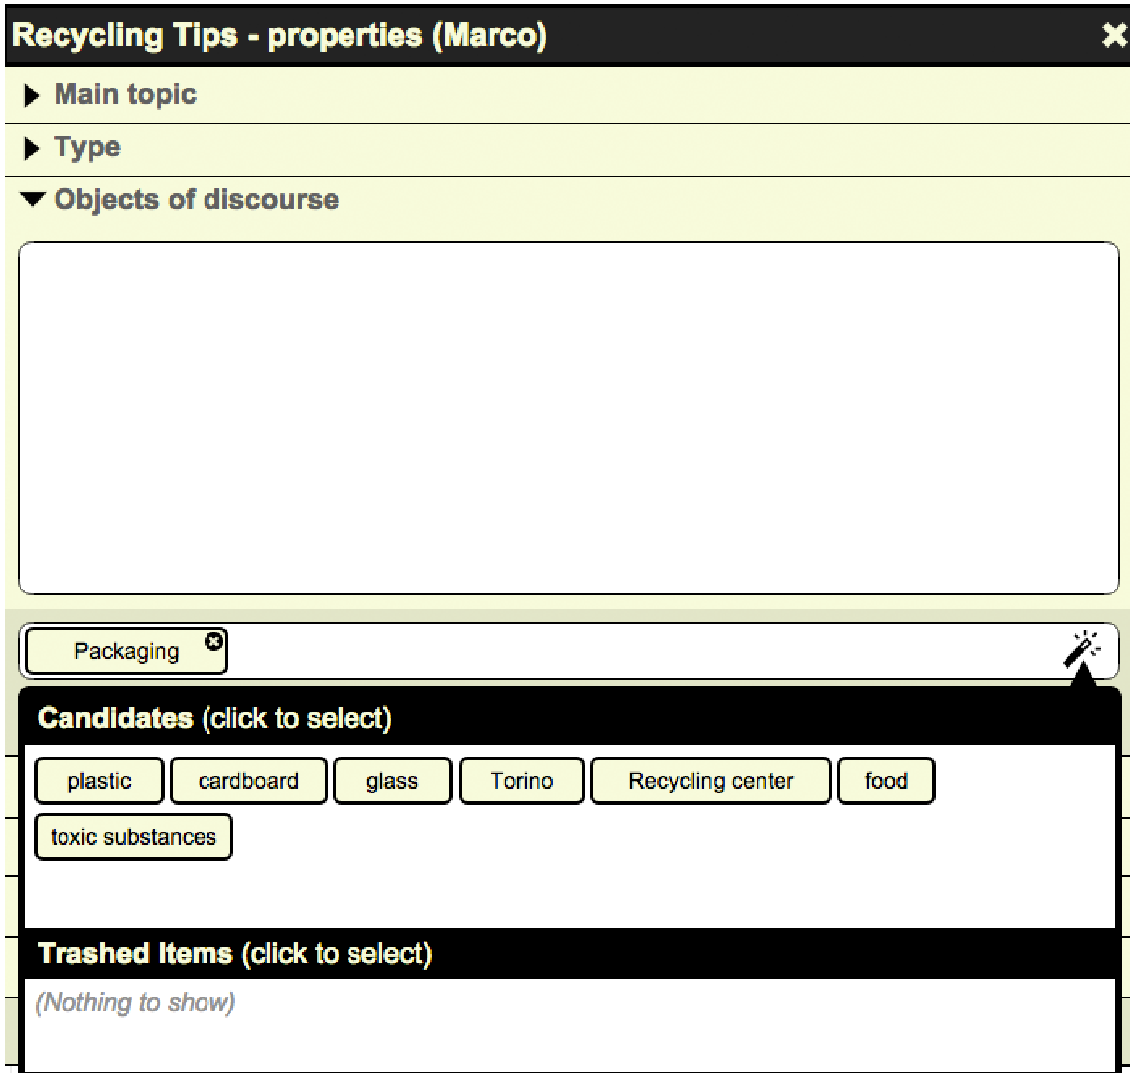 Recycling Tips - properties (Marco)
Main topic
Type
Objects of discourse
Packaging
Candidates (click to select)
plastic cardboard glass Torino Recycling center food
toxic substances
Trashed Items (click to select)
(Nothing to show)